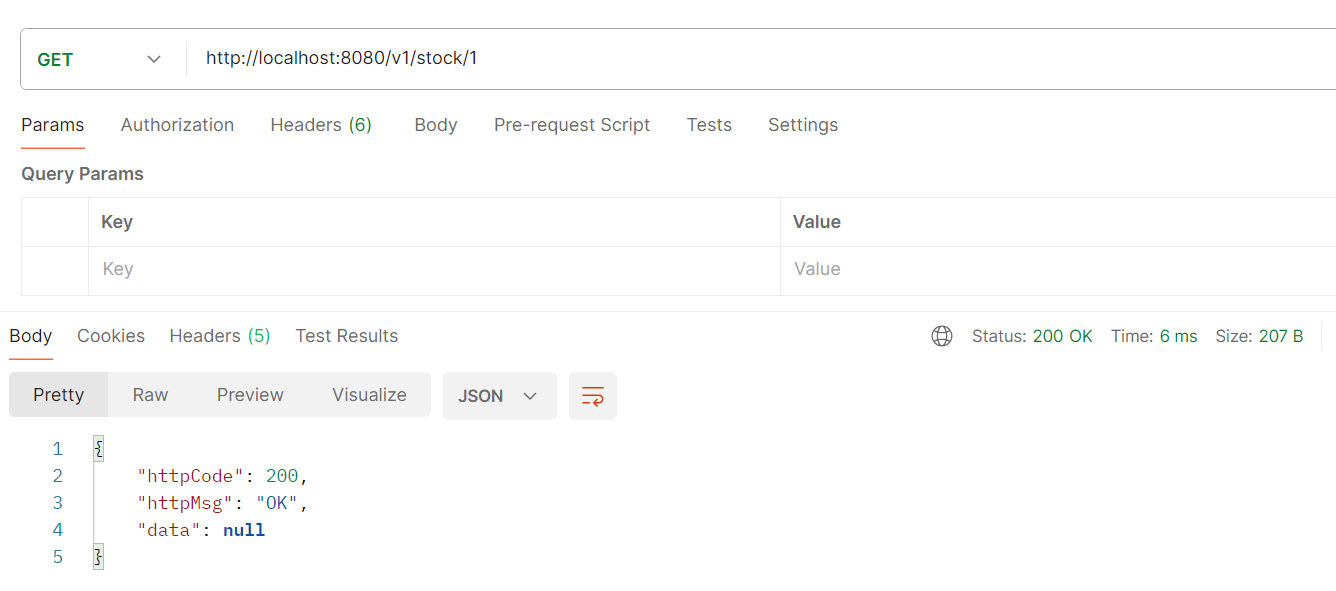 GET http://localhost:8080/v1/stock/1
Params Authorization Headers (6) Body Pre-request Script Tests Settings
Query Params
Key Value
Key Value
Body Cookies Headers (5) Test Results Status: 200 OK Time: 6 ms Size: 207 B
Pretty Raw Preview Visualize JSON
1 {
2 "httpCode": 200,
3 "httpMsg": "OK",
4 "data": null
5 }